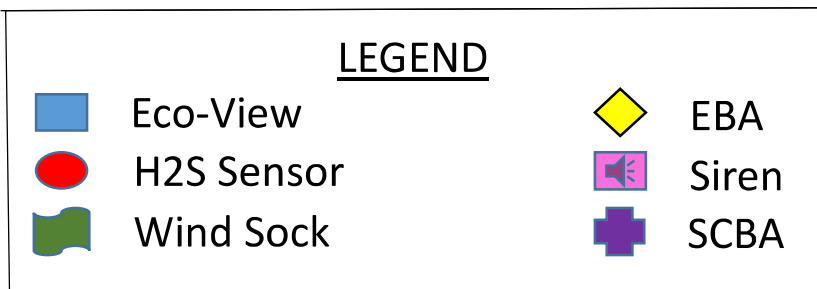 LEGEND
Eco-View
EBA
H2S Sensor
Siren
Wind Sock
SCBA